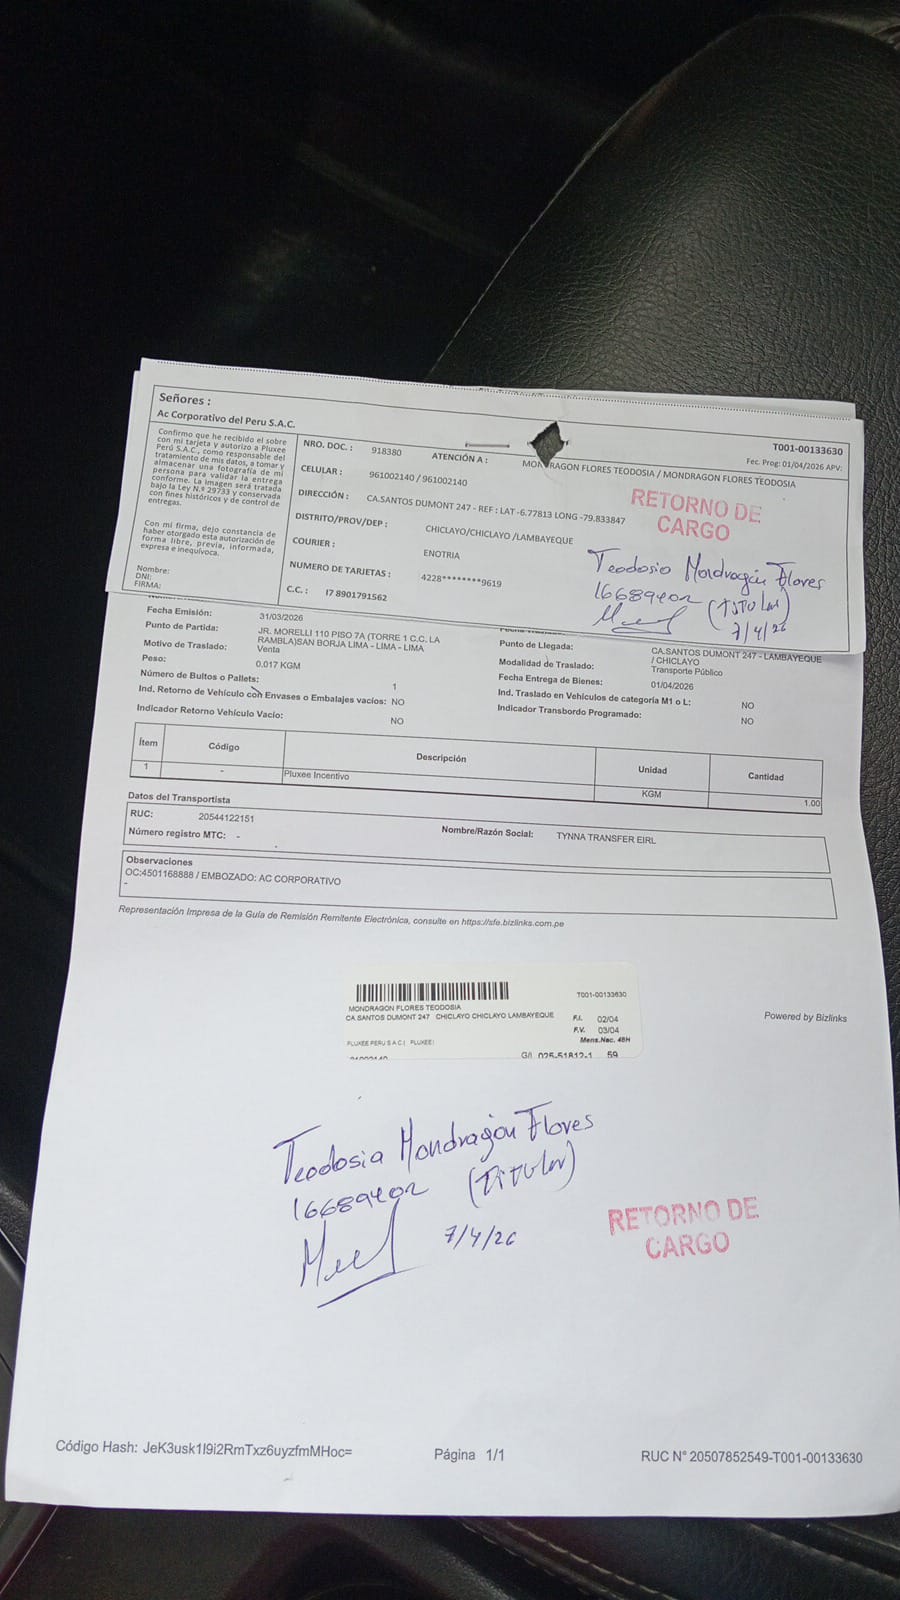 Señores :
Ac Corporativo del Peru S.A.C.
T001-00133630
Fec. Prog: 01/04/2026 APV:
Confirmo que he recibido el sobre
con mi tarjeta y autorizo a Pluxee
Perú S.A.C., como responsable del
tratamiento de mis datos, a tomar y
almacenar una fotografía de mi
persona para validar la entrega
conforme. La imagen será tratada
bajo la Ley N.º 29733 y conservada
con fines históricos y de control de
entregas.
Con mi firma, dejo constancia de
haber otorgado esta autorización de
forma libre, previa, informada,
expresa e inequívoca.
Nombre:
DNI:
FIRMA:
NRO. DOC. : 918380 ATENCIÓN A : MONDRAGON FLORES TEODOSIA / MONDRAGON FLORES TEODOSIA
CELULAR : 961002140 / 961002140
DIRECCIÓN : CA.SANTOS DUMONT 247 - REF : LAT -6.77813 LONG -79.833847
DISTRITO/PROV/DEP : CHICLAYO/CHICLAYO /LAMBAYEQUE
COURIER : ENOTRIA
NUMERO DE TARJETAS : 4228********9619
C.C. : I7 8901791562
RETORNO DE
CARGO
Teodosio Mondragón Flores
16689402 (TITULAR)
7/4/26
Fecha Emisión: 31/03/2026
Punto de Partida: JR. MORELLI 110 PISO 7A (TORRE 1 C.C. LA
RAMBLA)SAN BORJA LIMA - LIMA - LIMA
Motivo de Traslado: Venta
Peso: 0.017 KGM
Número de Bultos o Pallets: 1
Ind. Retorno de Vehículo con Envases o Embalajes vacíos: NO
Indicador Retorno Vehículo Vacío: NO
Punto de Llegada: CA.SANTOS DUMONT 247 - LAMBAYEQUE
/ CHICLAYO
Modalidad de Traslado: Transporte Público
Fecha Entrega de Bienes: 01/04/2026
Ind. Traslado en Vehículos de categoría M1 o L: NO
Indicador Transbordo Programado: NO
Ítem Código Descripción Unidad Cantidad
1 - Pluxee Incentivo KGM 1.00
Datos del Transportista
RUC: 20544122151
Nombre/Razón Social: TYNNA TRANSFER EIRL
Número registro MTC: -
Observaciones
OC:4501168888 / EMBOZADO: AC CORPORATIVO
-
Representación Impresa de la Guía de Remisión Remitente Electrónica, consulte en https://sfe.bizlinks.com.pe
T001-00133630
MONDRAGON FLORES TEODOSIA
CA.SANTOS DUMONT 247 CHICLAYO CHICLAYO LAMBAYEQUE
F.I. 02/04
F.V. 03/04
Mens.Nac. 48H
PLUXEE PERU S A C ( PLUXEE)
G/I 025-51812-1 59
Powered by Bizlinks
Teodosia Mondragón Flores
16689402 (TITULAR)
7/4/26
RETORNO DE
CARGO
Código Hash: JeK3usk1I9i2RmTxz6uyzfmMHoc=
Página 1/1
RUC N° 20507852549-T001-00133630